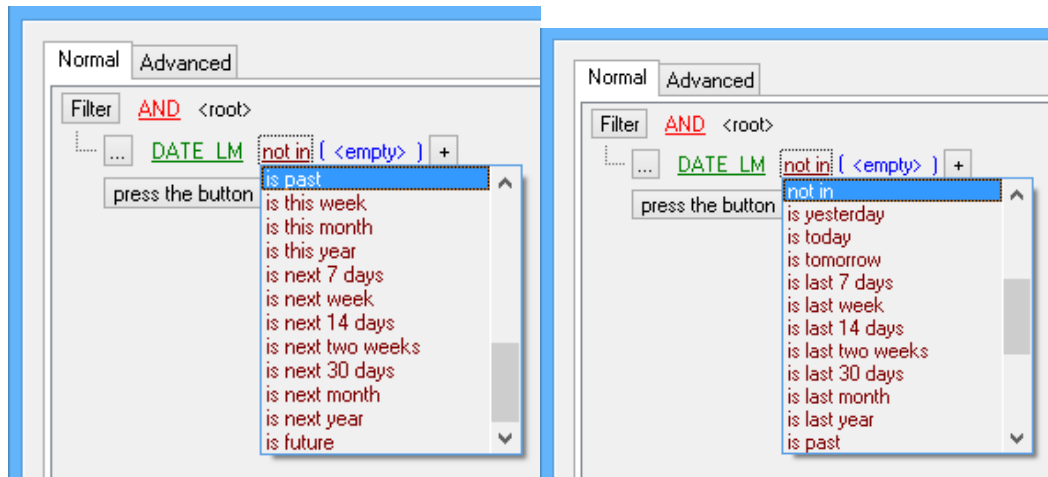 Normal Advanced
Filter AND <root>
... DATE_LM not in ( <empty> ) +
press the button
is past
is this week
is this month
is this year
is next 7 days
is next week
is next 14 days
is next two weeks
is next 30 days
is next month
is next year
is future
Normal Advanced
Filter AND <root>
... DATE_LM not in ( <empty> ) +
press the button
not in
is yesterday
is today
is tomorrow
is last 7 days
is last week
is last 14 days
is last two weeks
is last 30 days
is last month
is last year
is past